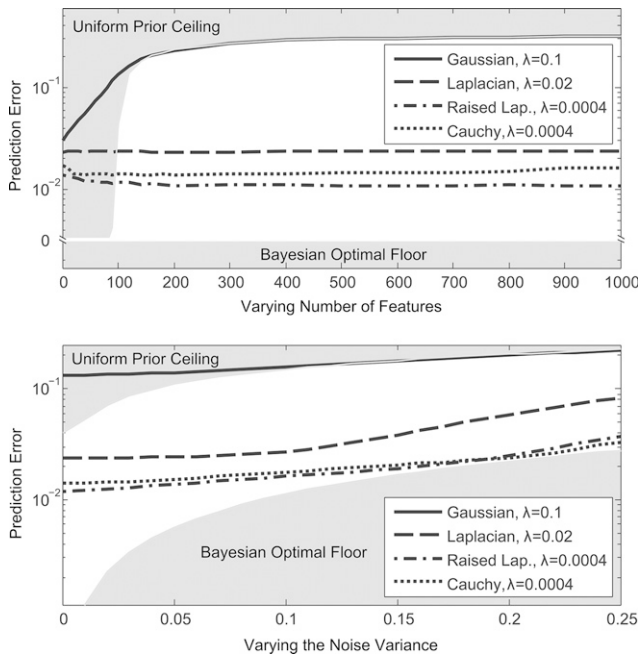 Uniform Prior Ceiling
Gaussian, λ=0.1
Laplacian, λ=0.02
Raised Lap., λ=0.0004
Cauchy, λ=0.0004
Prediction Error
10⁻¹
10⁻²
0
Bayesian Optimal Floor
0 100 200 300 400 500 600 700 800 900 1000
Varying Number of Features
Uniform Prior Ceiling
Prediction Error
10⁻¹
10⁻²
Bayesian Optimal Floor
Gaussian, λ=0.1
Laplacian, λ=0.02
Raised Lap., λ=0.0004
Cauchy, λ=0.0004
0 0.05 0.1 0.15 0.2 0.25
Varying the Noise Variance